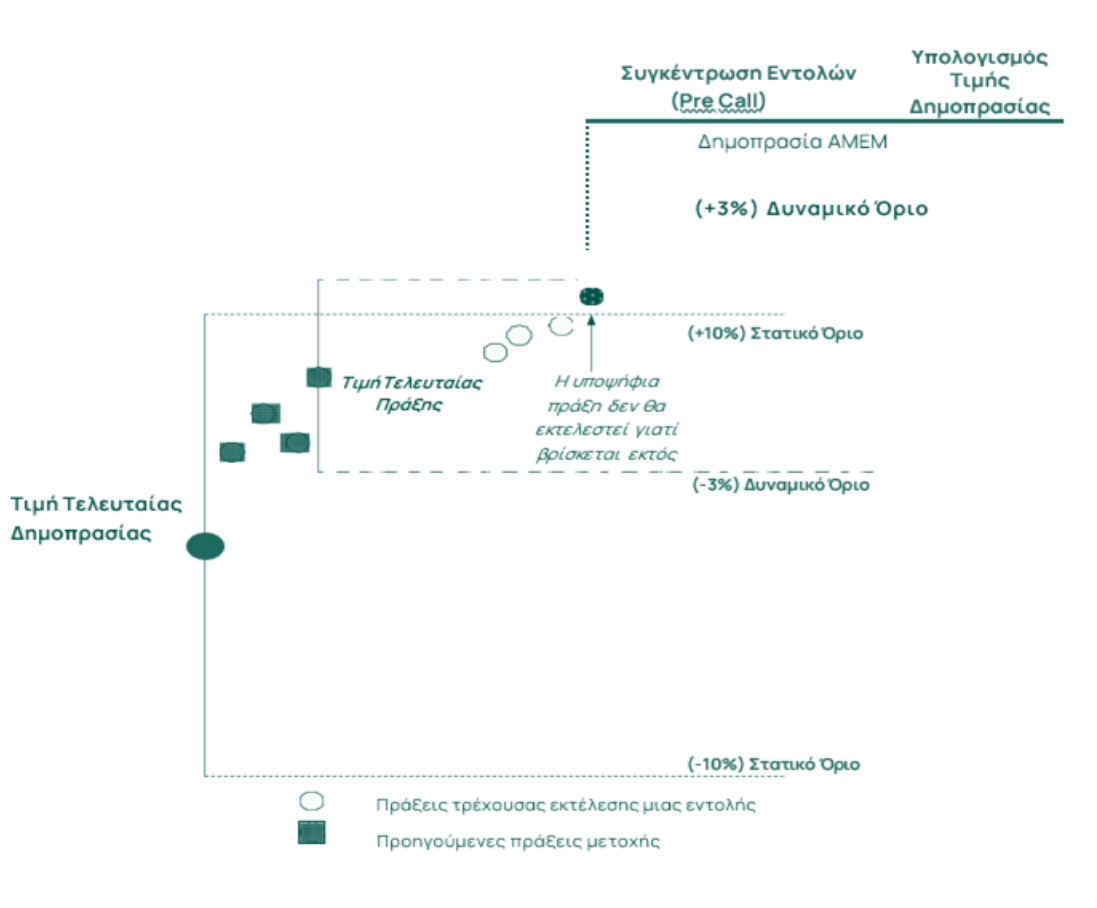 Συγκέντρωση Εντολών
(Pre Call)
Υπολογισμός
Τιμής
Δημοπρασίας
Δημοπρασία ΑΜΕΜ
(+3%) Δυναμικό Όριο
(+10%) Στατικό Όριο
Τιμή Τελευταίας
Πράξης
Η υποψήφια
πράξη δεν θα
εκτελεστεί γιατί
βρίσκεται εκτός
(-3%) Δυναμικό Όριο
Τιμή Τελευταίας
Δημοπρασίας
(-10%) Στατικό Όριο
Πράξεις τρέχουσας εκτέλεσης μιας εντολής
Προηγούμενες πράξεις μετοχής